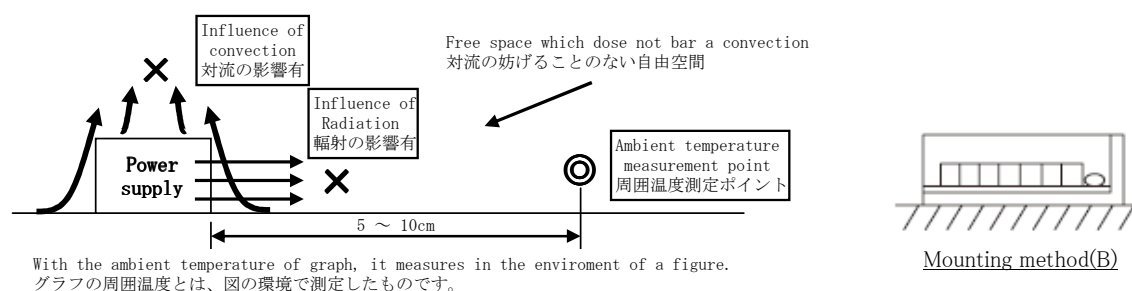 Influence of
convection
対流の影響有
Free space which dose not bar a convection
対流の妨げることのない自由空間
Influence of
Radiation
輻射の影響有
Power
supply
Ambient temperature
measurement point
周囲温度測定ポイント
5 ～ 10cm
With the ambient temperature of graph, it measures in the enviroment of a figure.
グラフの周囲温度とは、図の環境で測定したものです。
Mounting method(B)